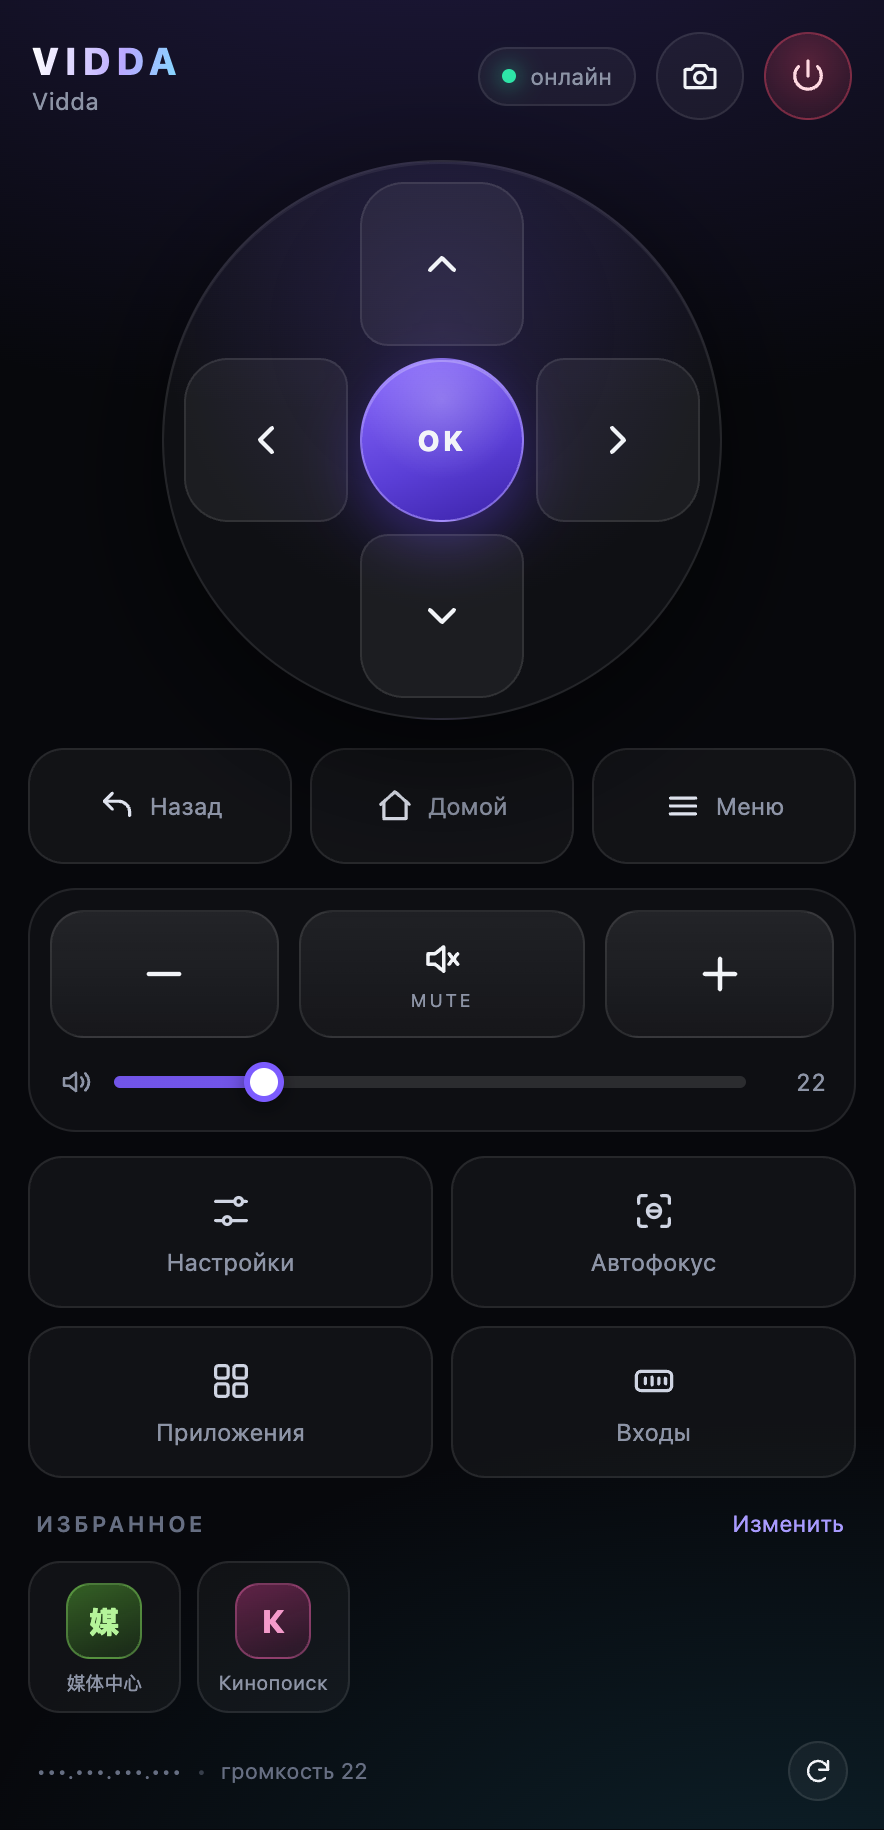 VIDDA
Vidda
онлайн
OK
Назад
Домой
Меню
MUTE
22
Настройки
Автофокус
Приложения
Входы
ИЗБРАННОЕ
Изменить
媒
K
媒体中心
Кинопоиск
•••.•••.•••.••• • громкость 22